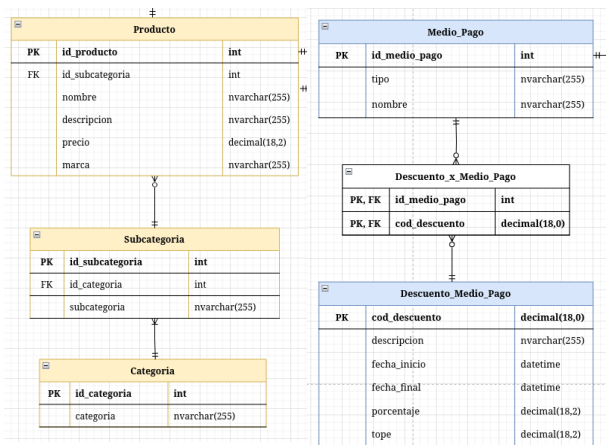 Producto
PK id_producto int
FK id_subcategoria int
nombre nvarchar(255)
descripcion nvarchar(255)
precio decimal(18,2)
marca nvarchar(255)
Subcategoria
PK id_subcategoria int
FK id_categoria int
subcategoria nvarchar(255)
Categoria
PK id_categoria int
categoria nvarchar(255)
Medio_Pago
PK id_medio_pago int
tipo nvarchar(255)
nombre nvarchar(255)
Descuento_x_Medio_Pago
PK, FK id_medio_pago int
PK, FK cod_descuento decimal(18,0)
Descuento_Medio_Pago
PK cod_descuento decimal(18,0)
descripcion nvarchar(255)
fecha_inicio datetime
fecha_final datetime
porcentaje decimal(18,2)
tope decimal(18,2)